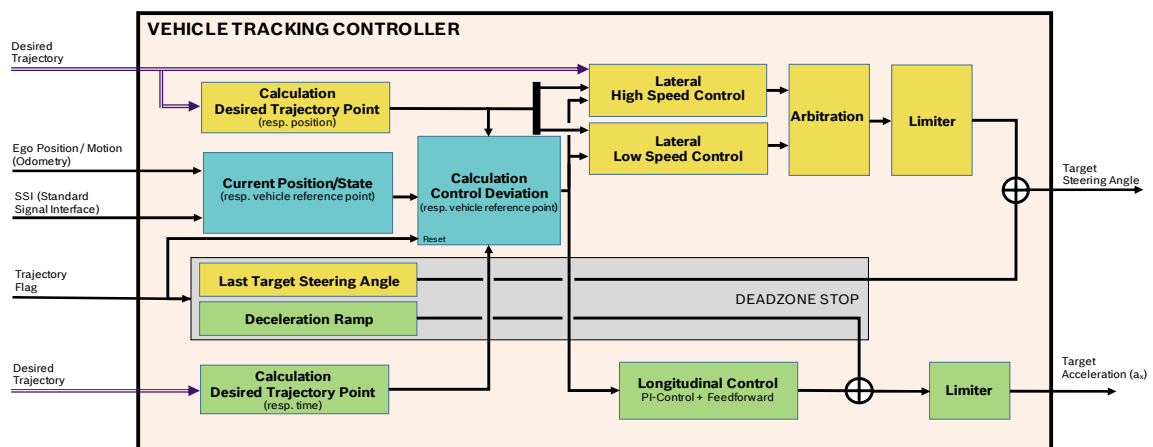 VEHICLE TRACKING CONTROLLER
Desired
Trajectory
Calculation
Desired Trajectory Point
(resp. position)
Lateral
High Speed Control
Arbitration
Limiter
Lateral
Low Speed Control
Ego Position / Motion
(Odometry)
SSI (Standard
Signal Interface)
Current Position/State
(resp. vehicle reference point)
Calculation
Control Deviation
(resp. vehicle reference point)
Reset
Target
Steering Angle
Trajectory
Flag
Last Target Steering Angle
Deceleration Ramp
DEADZONE STOP
Desired
Trajectory
Calculation
Desired Trajectory Point
(resp. time)
Longitudinal Control
PI-Control + Feedforward
Limiter
Target
Acceleration (aₓ)